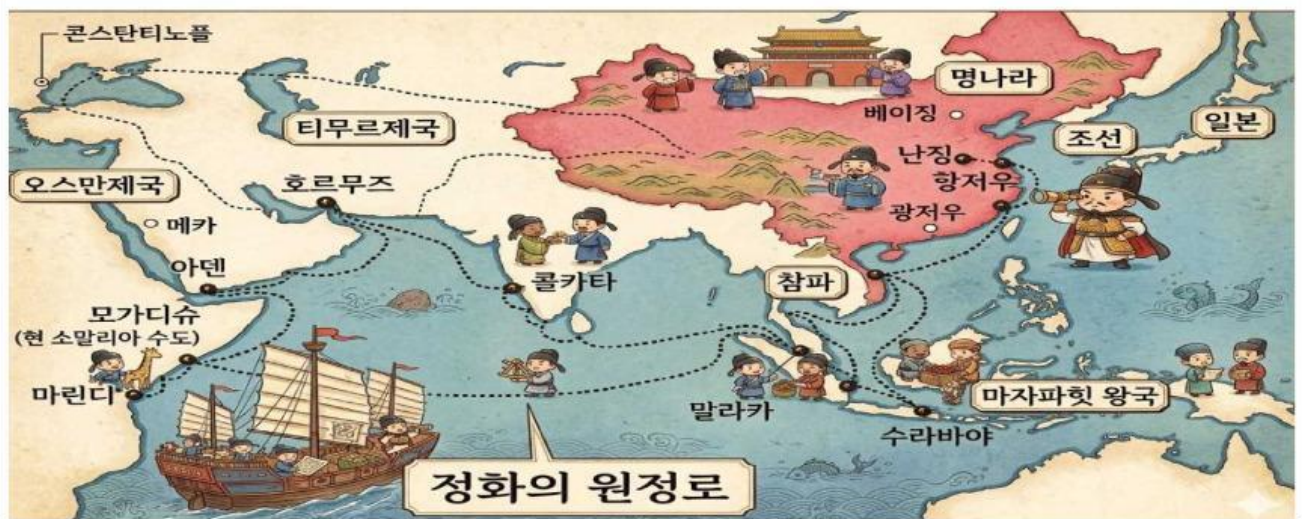 콘스탄티노플
명나라
베이징
티무르제국
일본
조선
난징
오스만제국
호르무즈
항저우
메카
광저우
아덴
콜카타
참파
모가디슈
(현 소말리아 수도)
마린디
말라카
마자파힛 왕국
수라바야
정화의 원정로